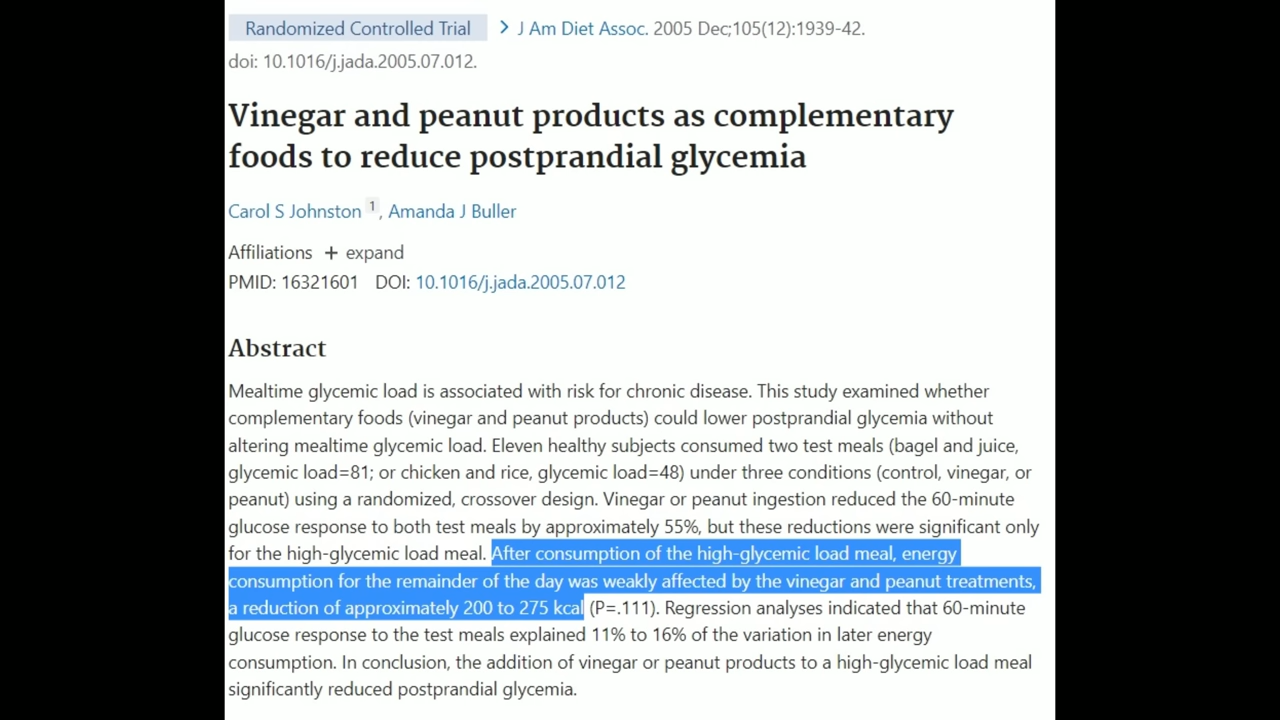 Randomized Controlled Trial > J Am Diet Assoc. 2005 Dec;105(12):1939-42.
doi: 10.1016/j.jada.2005.07.012.
Vinegar and peanut products as complementary
foods to reduce postprandial glycemia
Carol S Johnston 1, Amanda J Buller
Affiliations + expand
PMID: 16321601 DOI: 10.1016/j.jada.2005.07.012
Abstract
Mealtime glycemic load is associated with risk for chronic disease. This study examined whether
complementary foods (vinegar and peanut products) could lower postprandial glycemia without
altering mealtime glycemic load. Eleven healthy subjects consumed two test meals (bagel and juice,
glycemic load=81; or chicken and rice, glycemic load=48) under three conditions (control, vinegar, or
peanut) using a randomized, crossover design. Vinegar or peanut ingestion reduced the 60-minute
glucose response to both test meals by approximately 55%, but these reductions were significant only
for the high-glycemic load meal. After consumption of the high-glycemic load meal, energy
consumption for the remainder of the day was weakly affected by the vinegar and peanut treatments,
a reduction of approximately 200 to 275 kcal (P=.111). Regression analyses indicated that 60-minute
glucose response to the test meals explained 11% to 16% of the variation in later energy
consumption. In conclusion, the addition of vinegar or peanut products to a high-glycemic load meal
significantly reduced postprandial glycemia.